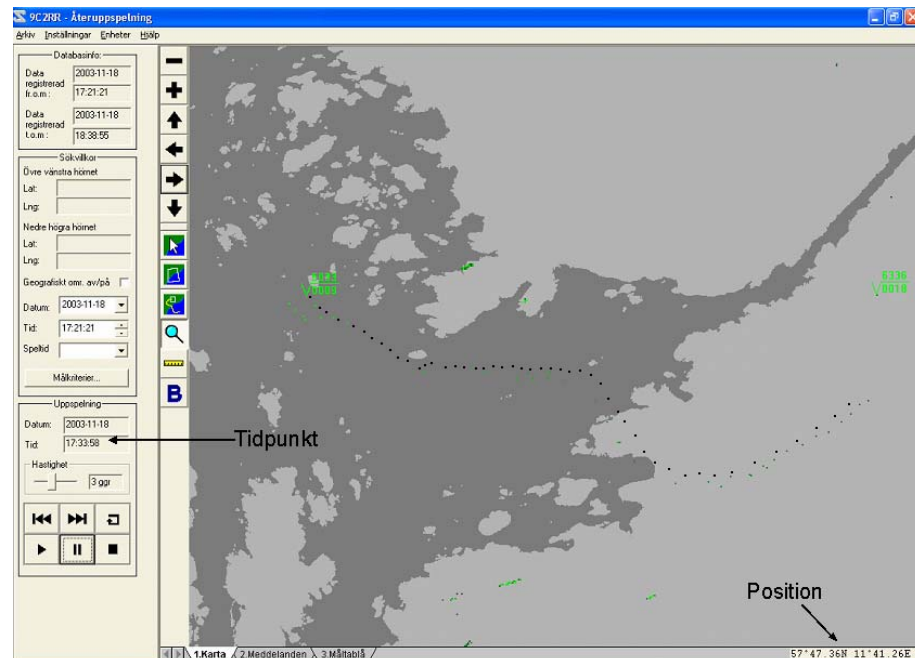 9C2RR - Återuppspelning
Arkiv Inställningar Enheter Hjälp
Databasinfo:
Data registrerad fr.o.m :
2003-11-18
17:21:21
Data registrerad t.o.m :
2003-11-18
18:38:55
Sökvillkor
Övre vänstra hörnet
Lat:
Lng:
Nedre högra hörnet
Lat:
Lng:
Geografiskt omr. av/på
Datum: 2003-11-18
Tid: 17:21:21
Speltid
Målkriterier...
Uppspelning
Datum: 2003-11-18
Tid: 17:33:58
Hastighet
3 ggr
B
Tidpunkt
6336
0010
Position
1.Karta 2.Meddelanden 3.Måltablå
57°47.36N 11°41.26E